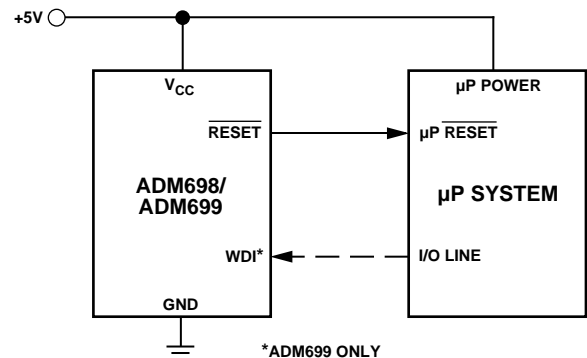 +5V
VCC
RESET
ADM698/
ADM699
WDI*
GND
µP POWER
µP RESET
µP SYSTEM
I/O LINE
*ADM699 ONLY